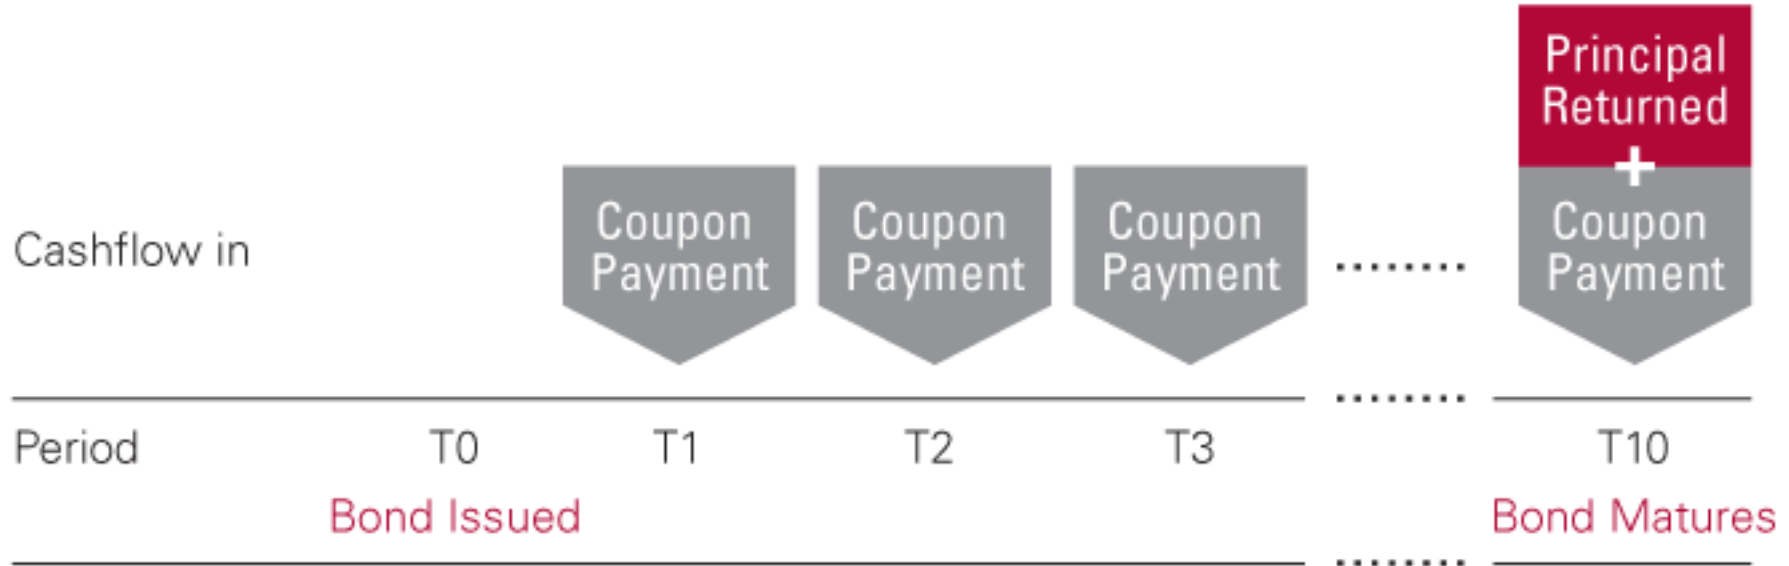 Principal
Returned
+
Coupon
Payment
Coupon
Payment
Coupon
Payment
Coupon
Payment
Cashflow in
Period T0 T1 T2 T3 T10
Bond Issued Bond Matures